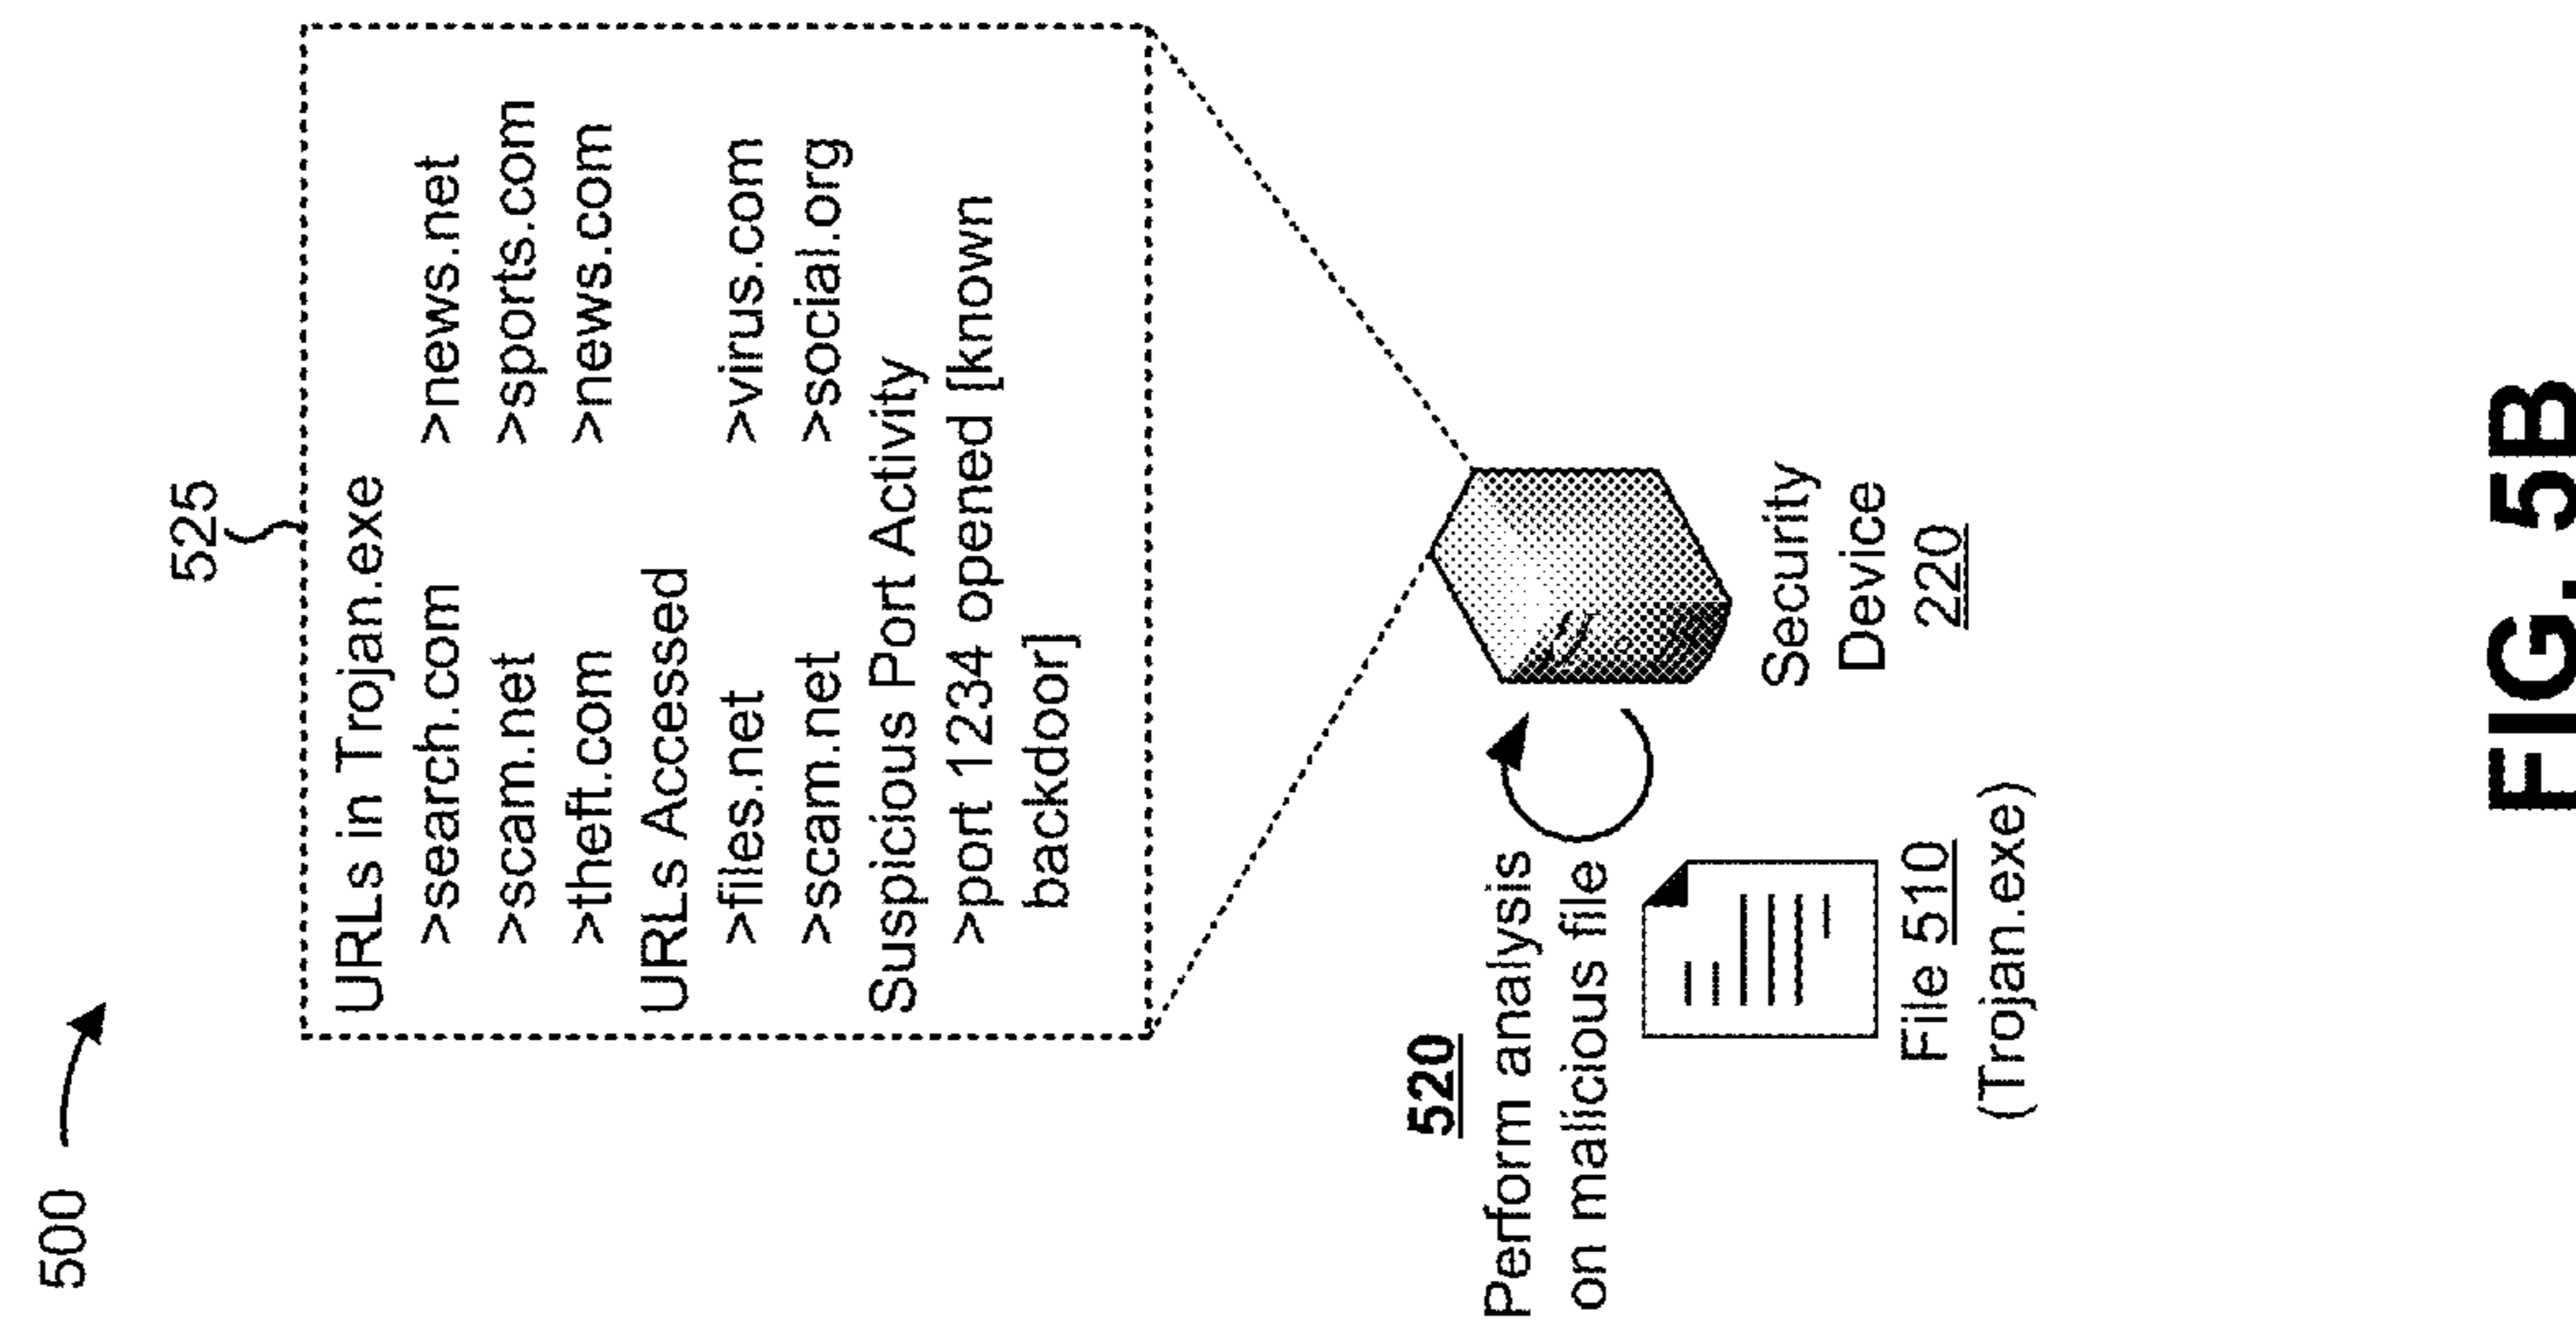 500
525
URLs in Trojan.exe
>search.com >news.net
>scam.net >sports.com
>theft.com >news.com
URLs Accessed
>files.net >virus.com
>scam.net >social.org
Suspicious Port Activity
>port 1234 opened [known
backdoor]
520
Perform analysis
on malicious file
File 510
(Trojan.exe)
Security
Device
220
FIG. 5B